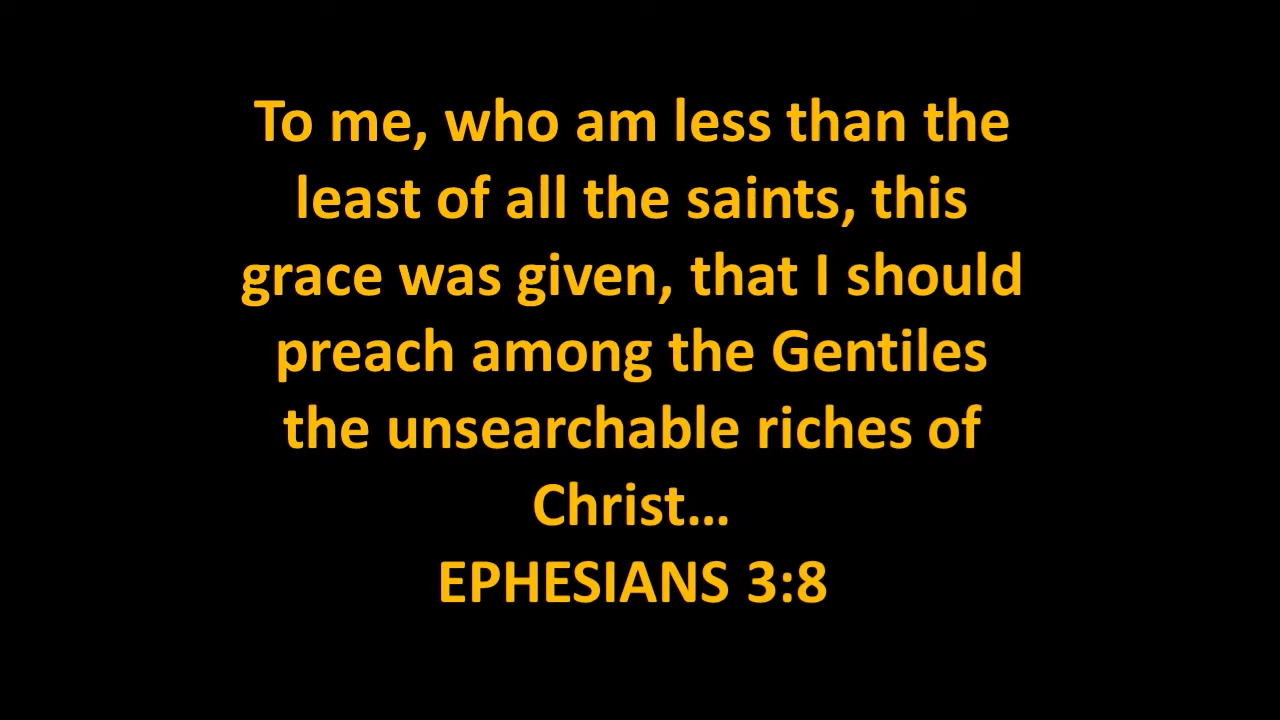 To me, who am less than the
least of all the saints, this
grace was given, that I should
preach among the Gentiles
the unsearchable riches of
Christ…
EPHESIANS 3:8